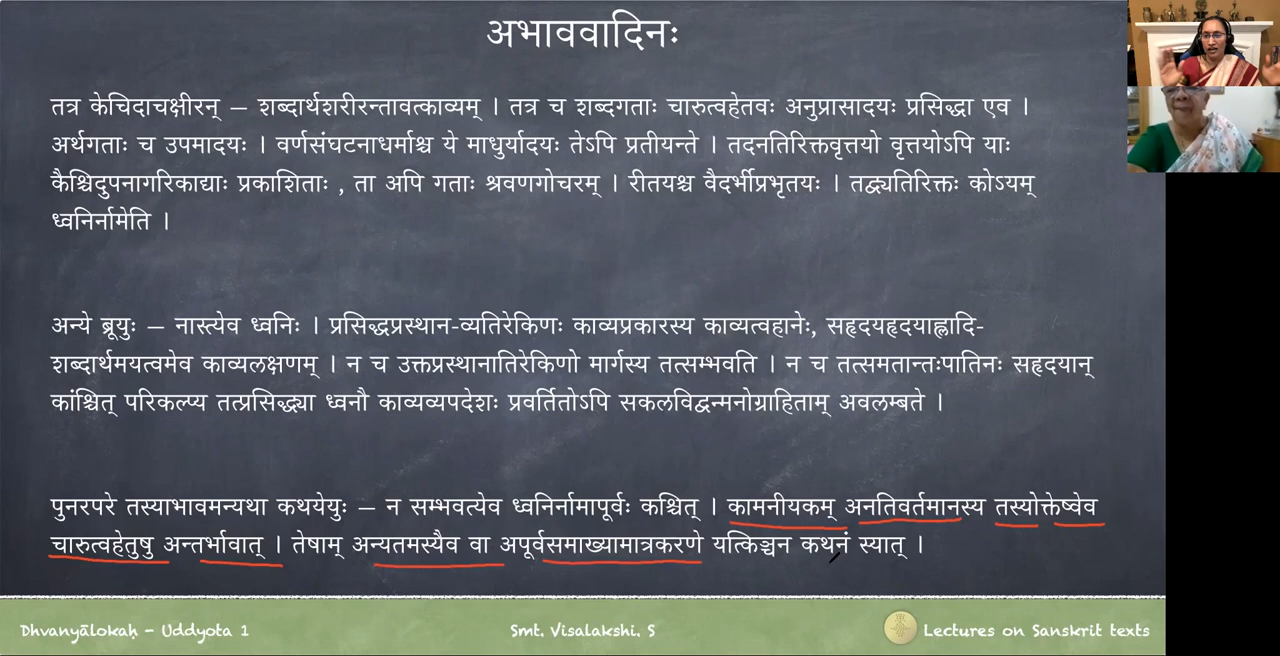 अभाववादिनः
तत्र केचिदाचक्षीरन् – शब्दार्थशरीरन्तावत्काव्यम् । तत्र च शब्दगताः चारुत्वहेतवः अनुप्रासादयः प्रसिद्धा एव ।
अर्थगताः च उपमादयः । वर्णसंघटनाधर्माश्च ये माधुर्यादयः तेऽपि प्रतीयन्ते । तदनतिरिक्तवृत्तयो वृत्तयोऽपि याः
कैश्चिदुपनागरिकाद्याः प्रकाशिताः , ता अपि गताः श्रवणगोचरम् । रीतयश्च वैदर्भीप्रभृतयः । तद्व्यतिरिक्तः कोऽयम्
ध्वनिर्नामेति ।
अन्ये ब्रूयुः – नास्त्येव ध्वनिः । प्रसिद्धप्रस्थान-व्यतिरेकिणः काव्यप्रकारस्य काव्यत्वहानेः, सहृदयहृदयाह्लादि-
शब्दार्थमयत्वमेव काव्यलक्षणम् । न च उक्तप्रस्थानातिरेकिणो मार्गस्य तत्सम्भवति । न च तत्समतान्तःपातिनः सहृदयान्
कांश्चित् परिकल्प्य तत्प्रसिद्ध्या ध्वनौ काव्यव्यपदेशः प्रवर्तितोऽपि सकलविद्वन्मनोग्राहिताम् अवलम्बते ।
पुनरपरे तस्याभावमन्यथा कथयेयुः – न सम्भवत्येव ध्वनिर्नामापूर्वः कश्चित् । कामनीयकम् अनतिवर्तमानस्य तस्योक्तेष्वेव
चारुत्वहेतुषु अन्तर्भावात् । तेषाम् अन्यतमस्यैव वा अपूर्वसमाख्यामात्रकरणे यत्किञ्चन कथनं स्यात् ।
Dhvanyālokaḥ – Uddyota 1
Smt. Visalakshi. S
Lectures on Sanskrit texts